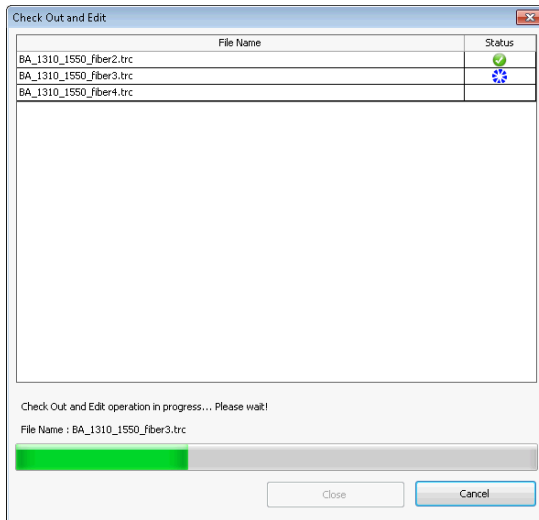 Check Out and Edit
File Name Status
BA_1310_1550_fiber2.trc
BA_1310_1550_fiber3.trc
BA_1310_1550_fiber4.trc
Check Out and Edit operation in progress... Please wait!
File Name : BA_1310_1550_fiber3.trc
Close Cancel